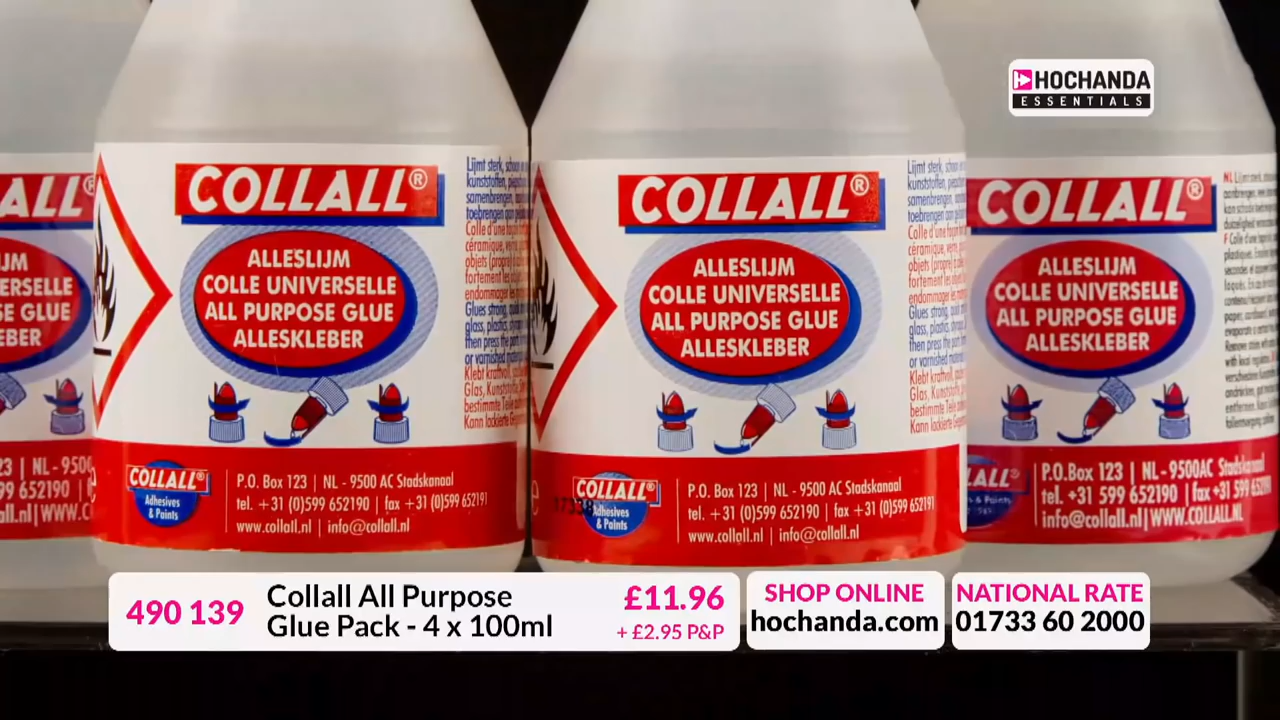 HOCHANDA
ESSENTIALS
ALL®
COLLALL®
ALLESLIJM
COLLE UNIVERSELLE
ALL PURPOSE GLUE
ALLESKLEBER
COLLALL®
Adhesives
& Paints
P.O. Box 123 | NL - 9500 AC Stadskanaal
tel. +31 (0)599 652190 | fax +31 (0)599 652191
www.collall.nl | info@collall.nl
COLLALL®
ALLESLIJM
COLLE UNIVERSELLE
ALL PURPOSE GLUE
ALLESKLEBER
COLLALL®
Adhesives
& Paints
P.O. Box 123 | NL - 9500 AC Stadskanaal
tel. +31 (0)599 652190 | fax +31 (0)599 652191
www.collall.nl | info@collall.nl
COLLALL®
ALLESLIJM
COLLE UNIVERSELLE
ALL PURPOSE GLUE
ALLESKLEBER
P.O.Box 123 | NL - 9500AC Stadskanaal
tel. +31 599 652190 | fax +31 599
info@collall.nl|WWW.COLLALL.NL
490 139
Collall All Purpose
Glue Pack - 4 x 100ml
£11.96
+ £2.95 P&P
SHOP ONLINE
hochanda.com
NATIONAL RATE
01733 60 2000